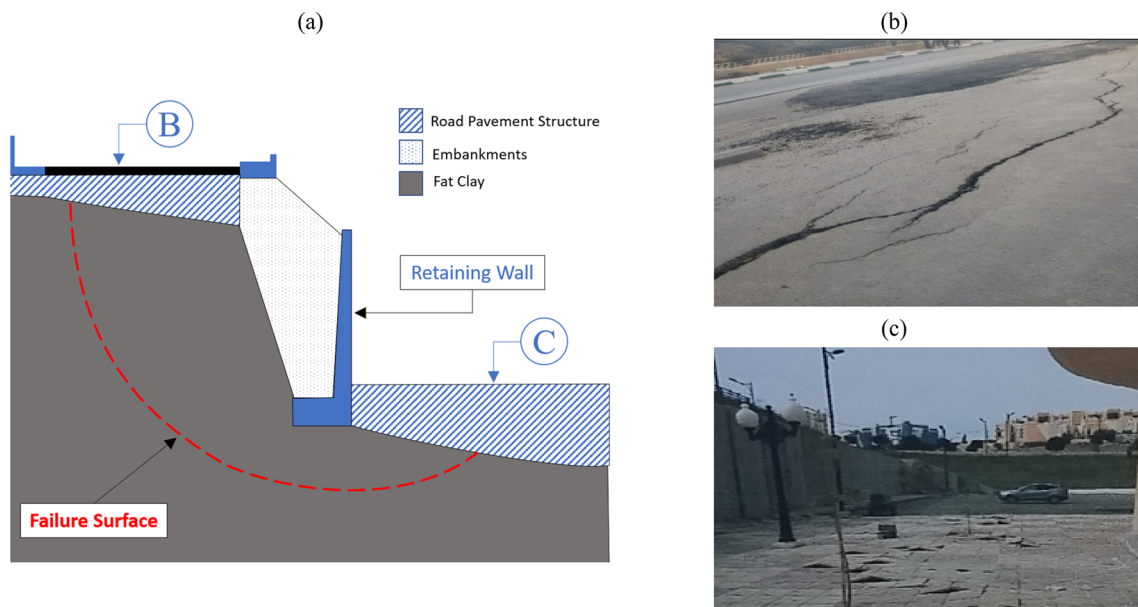 (a)
B
Road Pavement Structure
Embankments
Fat Clay
Retaining Wall
C
Failure Surface
(b)
(c)